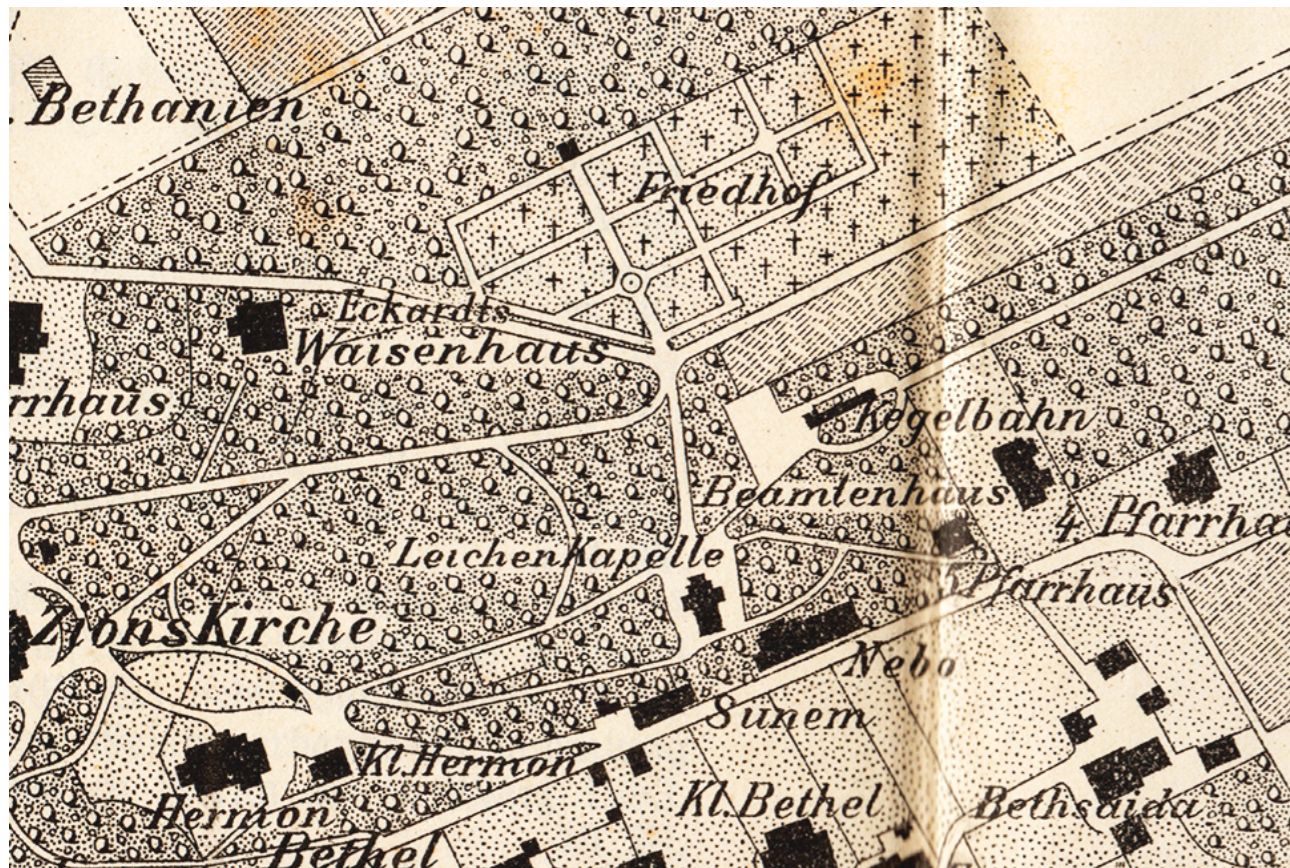 . Bethanien
Friedhof
Eckardts
Waisenhaus
rrhaus
Kegelbahn
Beamtenhaus
4. Pfarrha
LeichenKapelle
Pfarrhaus
ZionsKirche
Nebo
Sunem
Kl. Hermon
Kl. Bethel
Bethsaida
Hermon
Bethel